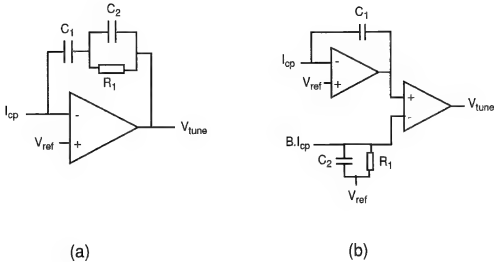 C2
C1
R1
Icp
-
Vref
+
Vtune
(a)
C1
Icp
-
Vref
+
+
-
Vtune
B.Icp
C2
R1
Vref
(b)